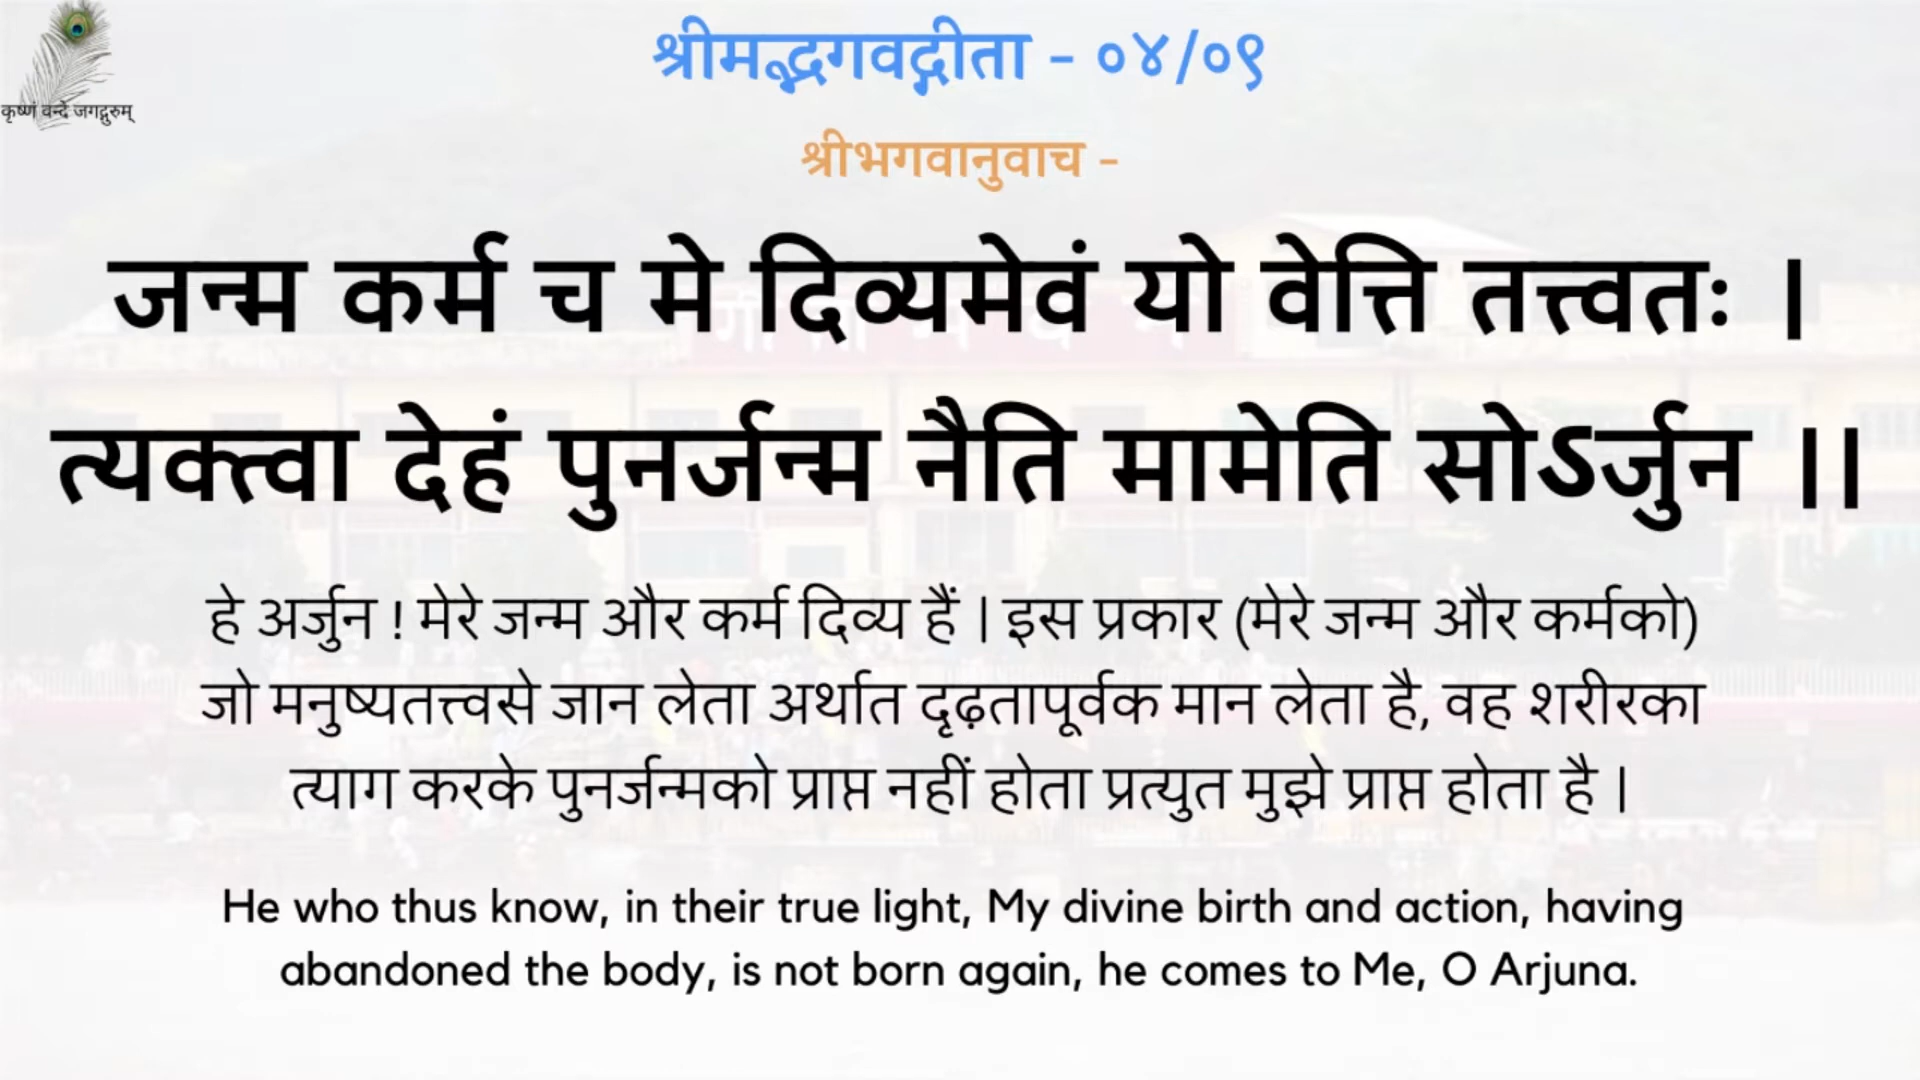 कृष्णं वन्दे जगद्गुरुम्
श्रीमद्भगवद्गीता - ०४/०९
श्रीभगवानुवाच -
जन्म कर्म च मे दिव्यमेवं यो वेत्ति तत्त्वतः |
त्यक्त्वा देहं पुनर्जन्म नैति मामेति सोऽर्जुन ||
हे अर्जुन ! मेरे जन्म और कर्म दिव्य हैं | इस प्रकार (मेरे जन्म और कर्मको)
जो मनुष्यतत्त्वसे जान लेता अर्थात दृढ़तापूर्वक मान लेता है, वह शरीरका
त्याग करके पुनर्जन्मको प्राप्त नहीं होता प्रत्युत मुझे प्राप्त होता है |
He who thus know, in their true light, My divine birth and action, having
abandoned the body, is not born again, he comes to Me, O Arjuna.